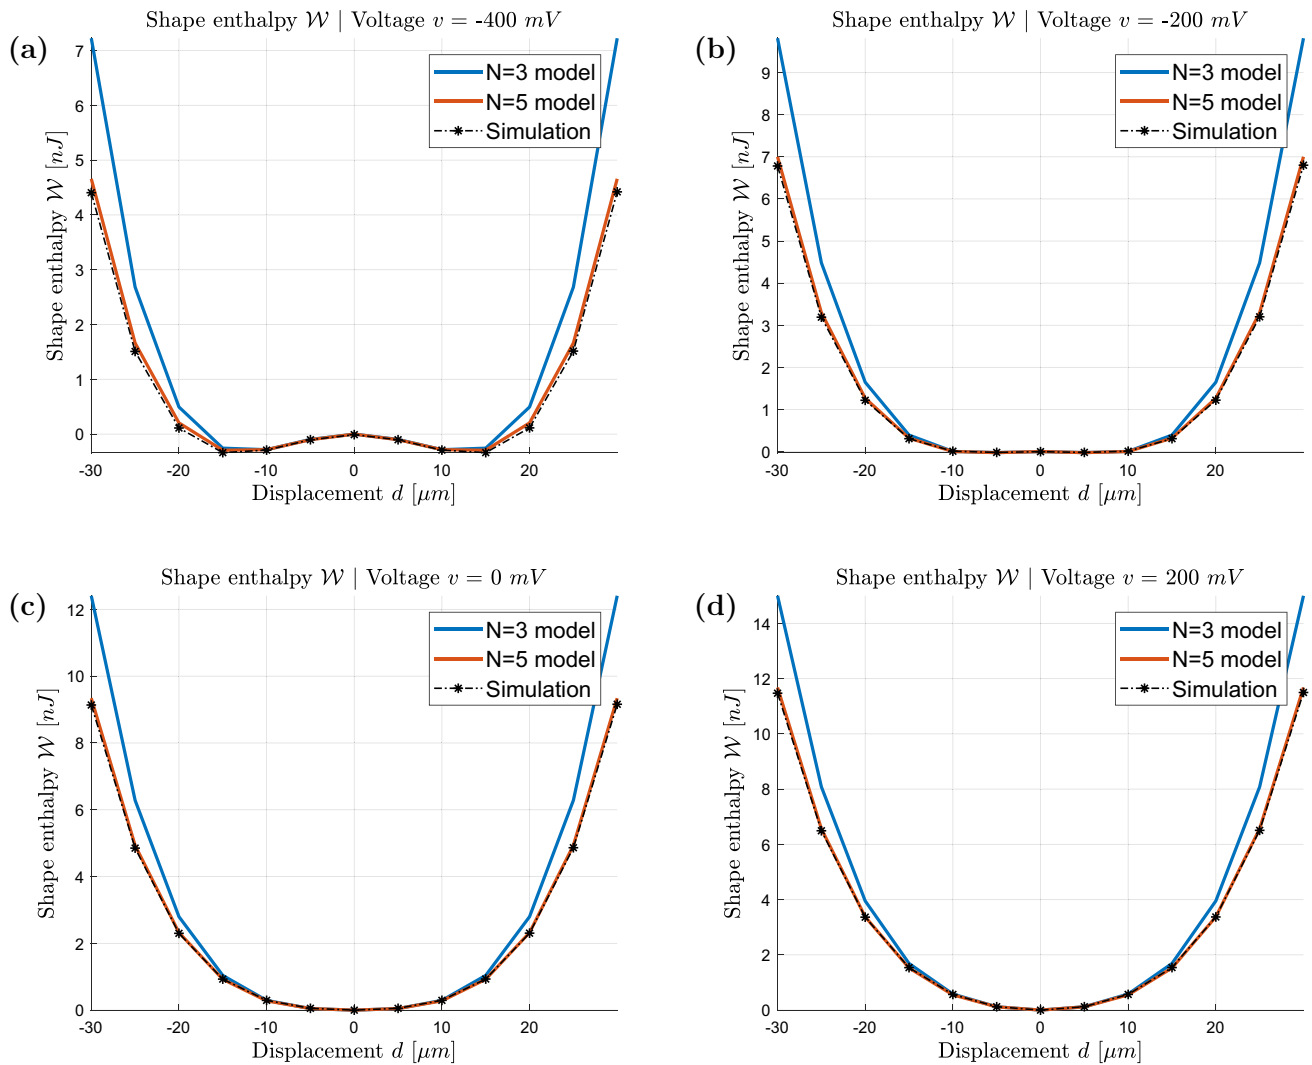 (a)
Shape enthalpy 𝒲 | Voltage v = -400 mV
7
6
5
4
3
2
1
0
Shape enthalpy 𝒲 [nJ]
N=3 model
N=5 model
Simulation
-30 -20 -10 0 10 20
Displacement d [μm]
(b)
Shape enthalpy 𝒲 | Voltage v = -200 mV
9
8
7
6
5
4
3
2
1
0
Shape enthalpy 𝒲 [nJ]
N=3 model
N=5 model
Simulation
-30 -20 -10 0 10 20
Displacement d [μm]
(c)
Shape enthalpy 𝒲 | Voltage v = 0 mV
12
10
8
6
4
2
0
Shape enthalpy 𝒲 [nJ]
N=3 model
N=5 model
Simulation
-30 -20 -10 0 10 20
Displacement d [μm]
(d)
Shape enthalpy 𝒲 | Voltage v = 200 mV
14
12
10
8
6
4
2
0
Shape enthalpy 𝒲 [nJ]
N=3 model
N=5 model
Simulation
-30 -20 -10 0 10 20
Displacement d [μm]